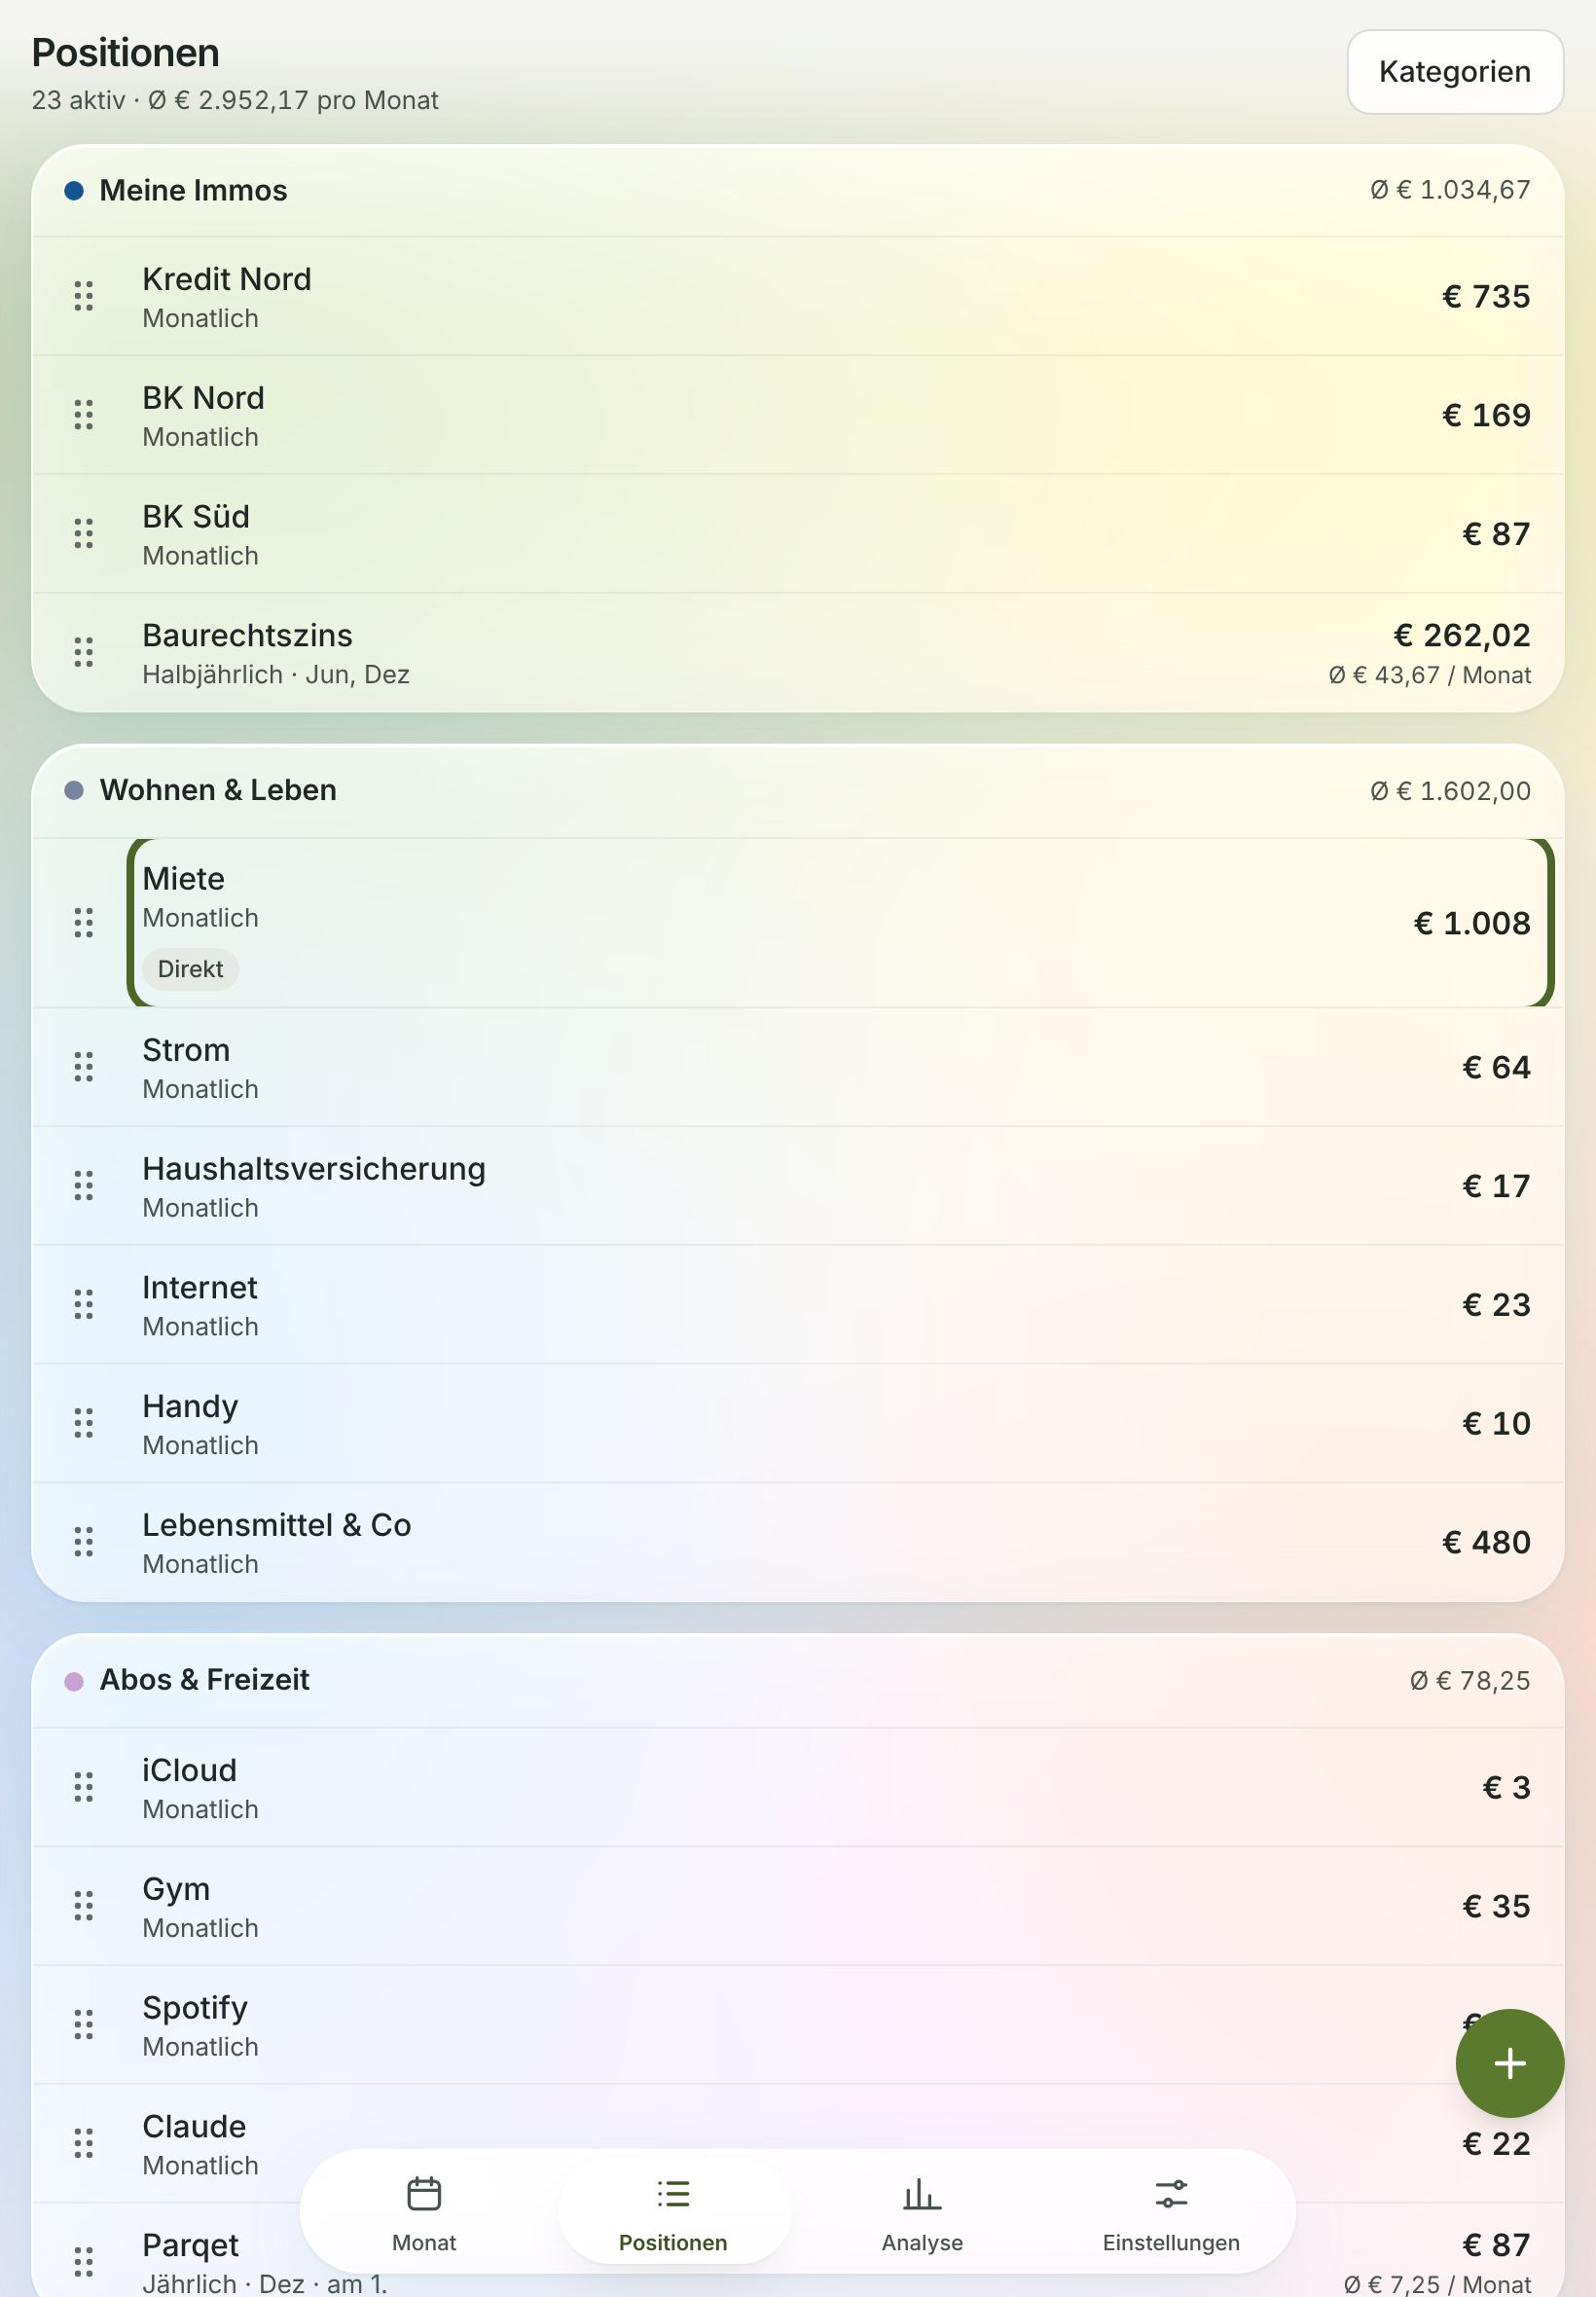 Positionen
23 aktiv · Ø € 2.952,17 pro Monat
Kategorien
Meine Immos
Ø € 1.034,67
Kredit Nord
Monatlich
€ 735
BK Nord
Monatlich
€ 169
BK Süd
Monatlich
€ 87
Baurechtszins
Halbjährlich · Jun, Dez
€ 262,02
Ø € 43,67 / Monat
Wohnen & Leben
Ø € 1.602,00
Miete
Monatlich
Direkt
€ 1.008
Strom
Monatlich
€ 64
Haushaltsversicherung
Monatlich
€ 17
Internet
Monatlich
€ 23
Handy
Monatlich
€ 10
Lebensmittel & Co
Monatlich
€ 480
Abos & Freizeit
Ø € 78,25
iCloud
Monatlich
€ 3
Gym
Monatlich
€ 35
Spotify
Monatlich
Claude
Monatlich
€ 22
Parqet
Jährlich · Dez · am 1.
€ 87
Ø € 7,25 / Monat
Monat
Positionen
Analyse
Einstellungen